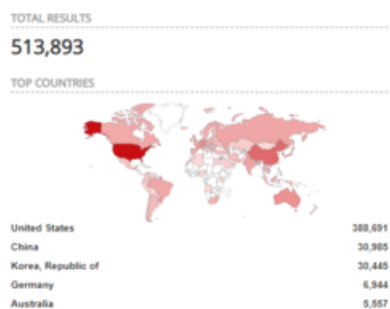 TOTAL RESULTS
513,893
TOP COUNTRIES
United States 388,691
China 30,985
Korea, Republic of 30,445
Germany 6,944
Australia 5,557